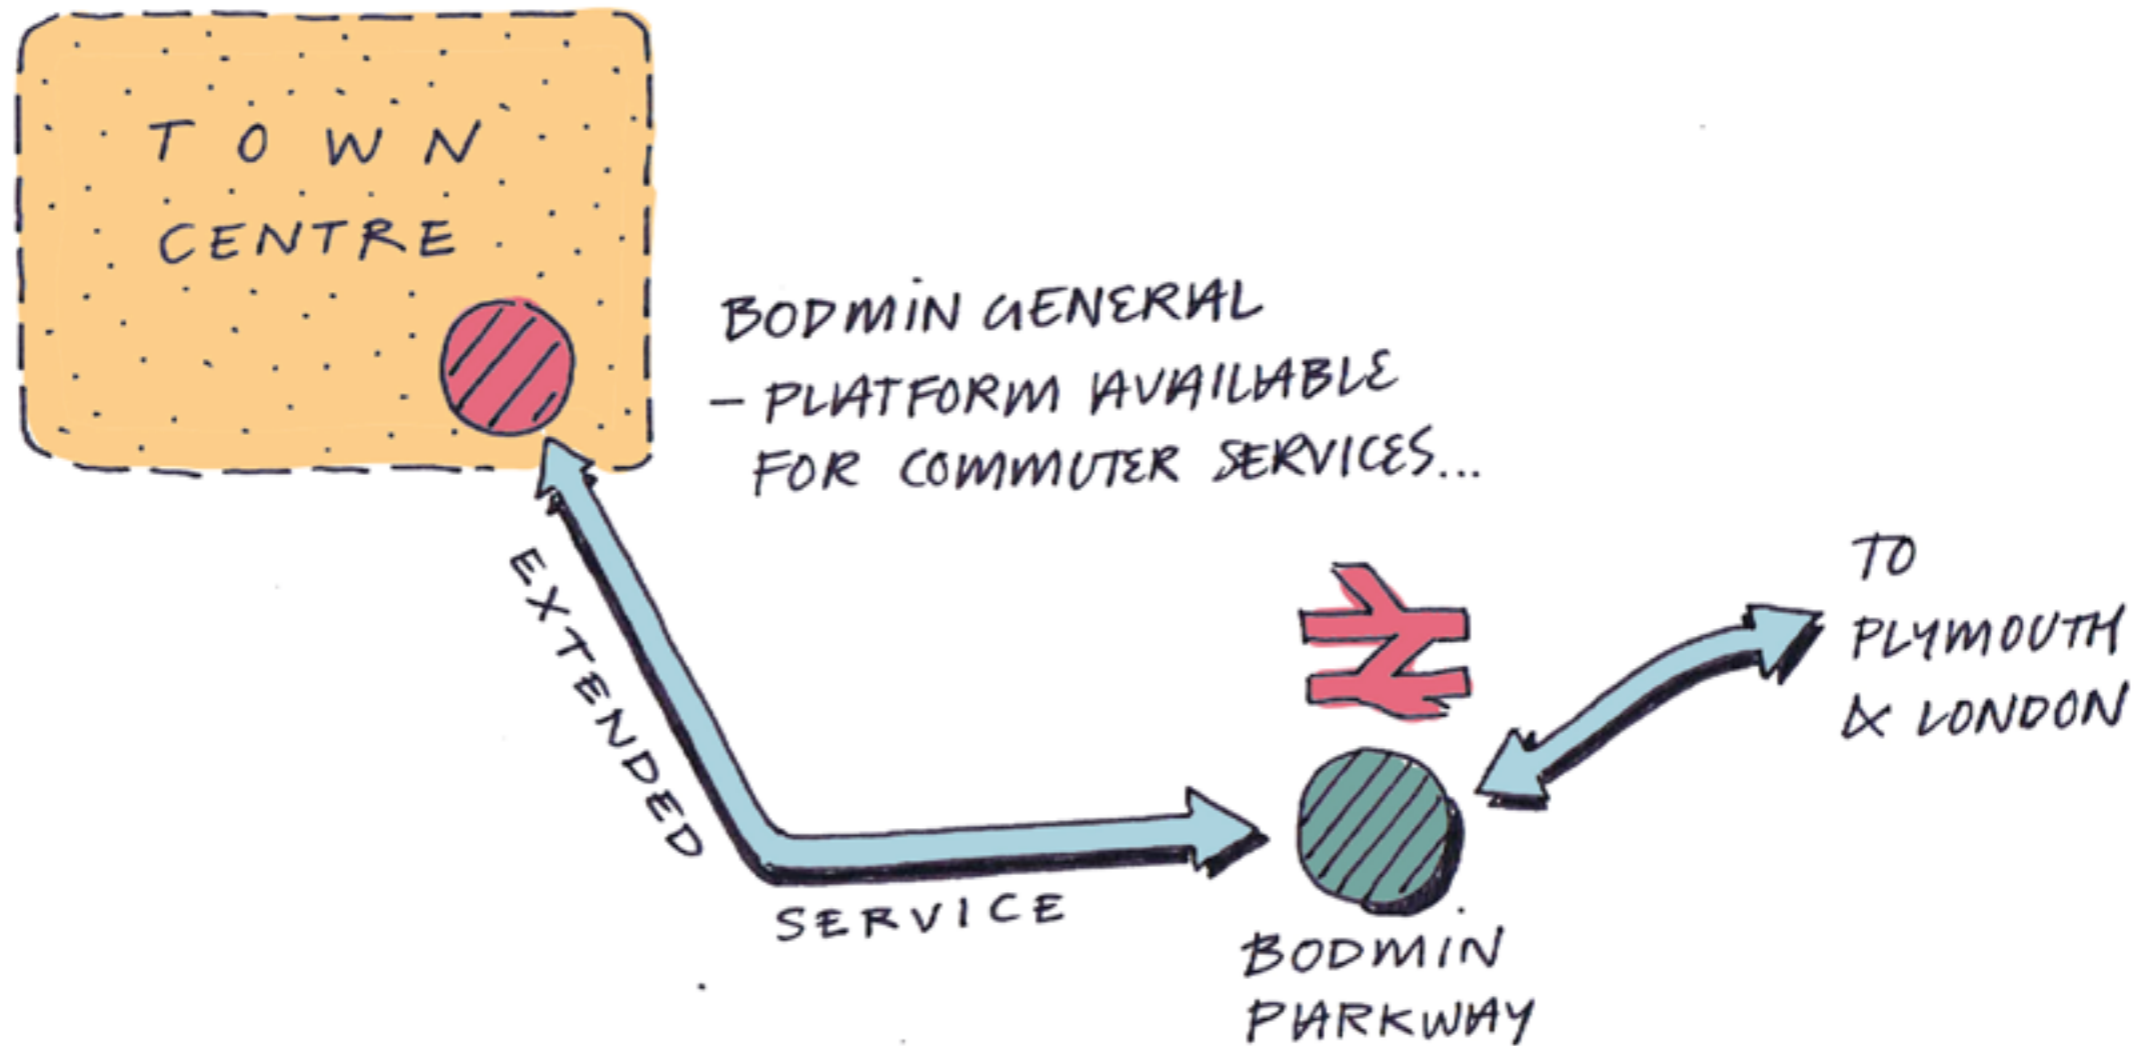 TOWN
CENTRE
BODMIN GENERAL
- PLATFORM AVAILABLE
FOR COMMUTER SERVICES...
EXTENDED
SERVICE
TO
PLYMOUTH
& LONDON
BODMIN
PARKWAY